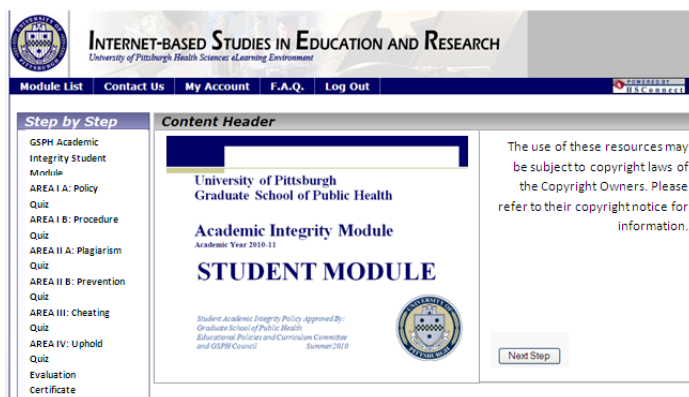 INTERNET-BASED STUDIES IN EDUCATION AND RESEARCH
University of Pittsburgh Health Sciences eLearning Environment
Module List Contact Us My Account F.A.Q. Log Out
POWERED BY
HSConnect
Step by Step
GSPH Academic
Integrity Student
Module
AREA I A: Policy
Quiz
AREA I B: Procedure
Quiz
AREA II A: Plagiarism
Quiz
AREA II B: Prevention
Quiz
AREA III: Cheating
Quiz
AREA IV: Uphold
Quiz
Evaluation
Certificate
Content Header
University of Pittsburgh
Graduate School of Public Health
Academic Integrity Module
Academic Year 2010-11
STUDENT MODULE
Student Academic Integrity Policy Approved By:
Graduate School of Public Health
Educational Policies and Curriculum Committee
and GSPH Council Summer 2010
UNIVERSITY OF
PITTSBURGH
The use of these resources may
be subject to copyright laws of
the Copyright Owners. Please
refer to their copyright notice for
information.
Next Step